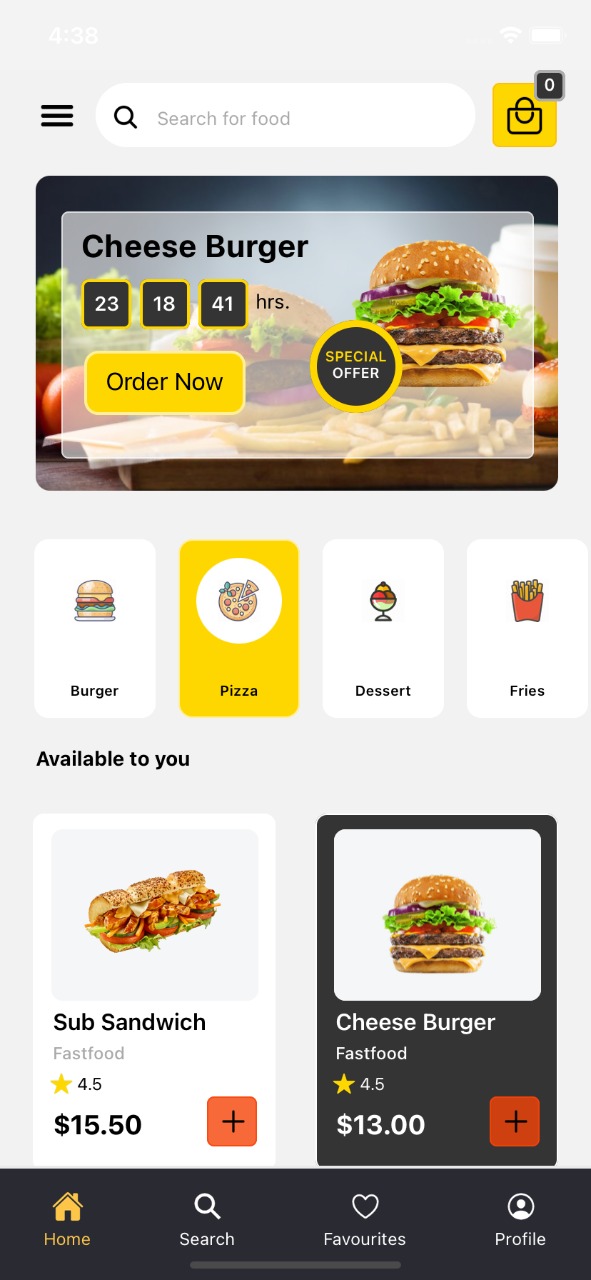 4:38
0
Search for food
Cheese Burger
23 18 41 hrs.
Order Now
SPECIAL
OFFER
Burger Pizza Dessert Fries
Available to you
Sub Sandwich
Fastfood
4.5
$15.50
Cheese Burger
Fastfood
4.5
$13.00
Home Search Favourites Profile